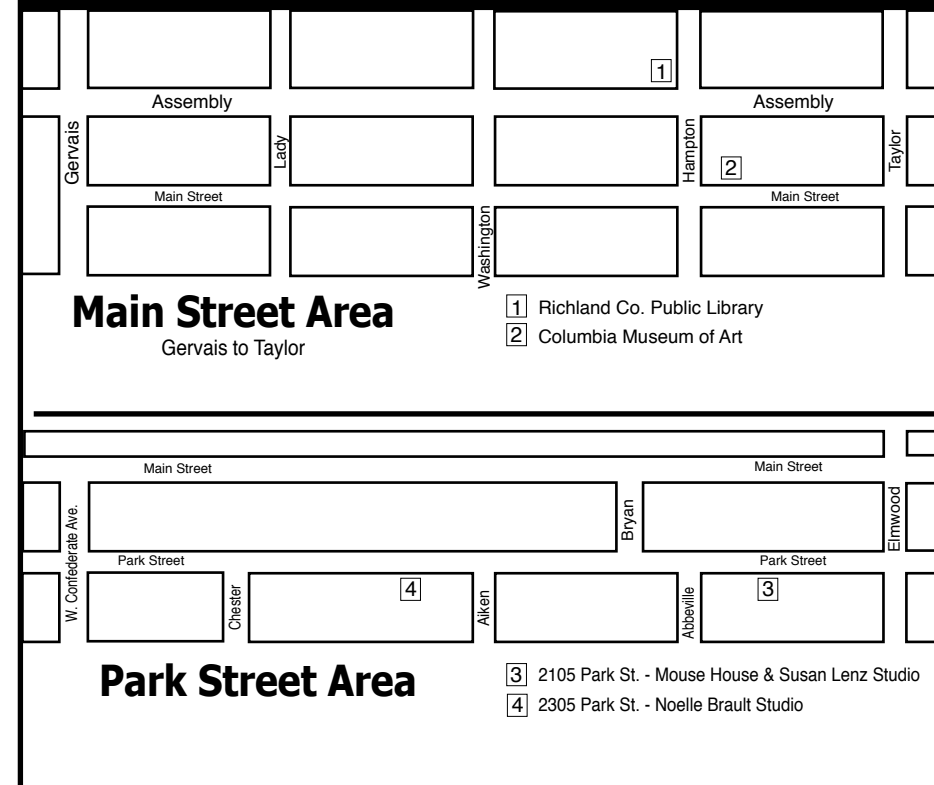 1
Assembly
Assembly
Gervais
Lady
Hampton
Taylor
2
Main Street
Main Street
Washington
Main Street Area
Gervais to Taylor
1 Richland Co. Public Library
2 Columbia Museum of Art
Main Street
Main Street
W. Confederate Ave.
Bryan
Elmwood
Park Street
Park Street
Chester
4
Aiken
Abbeville
3
Park Street Area
3 2105 Park St. - Mouse House & Susan Lenz Studio
4 2305 Park St. - Noelle Brault Studio